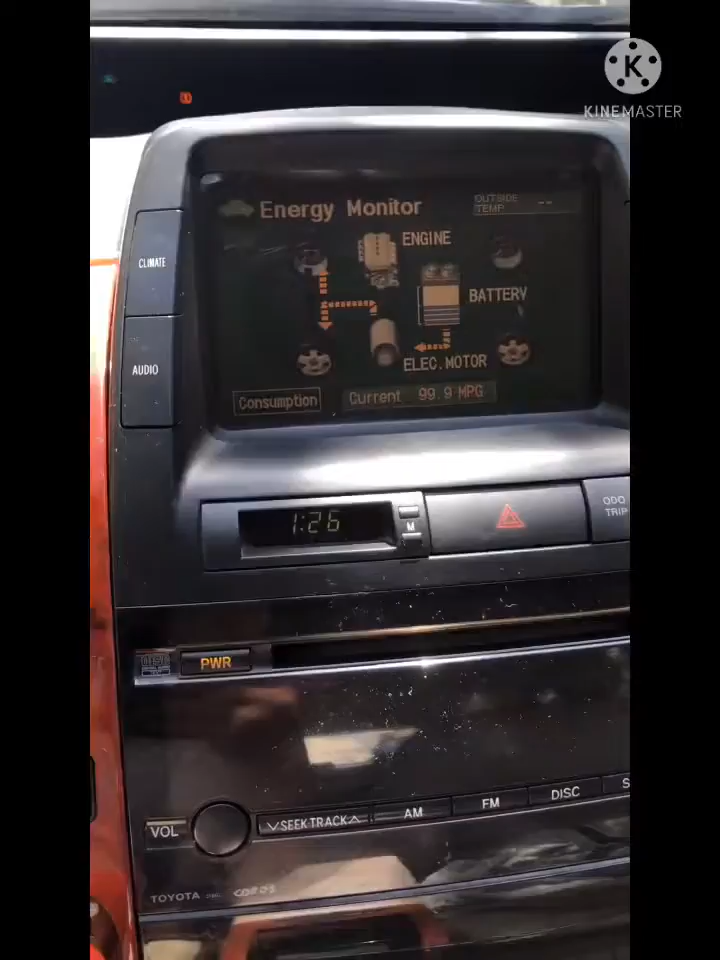 K
KINEMASTER
Energy Monitor
OUTSIDE
TEMP --
ENGINE
CLIMATE
BATTERY
AUDIO
ELEC.MOTOR
Consumption
Current 99.9 MPG
1:26
M
ODO
TRIP
PWR
VOL
SEEK TRACK
AM
FM
DISC
S
TOYOTA